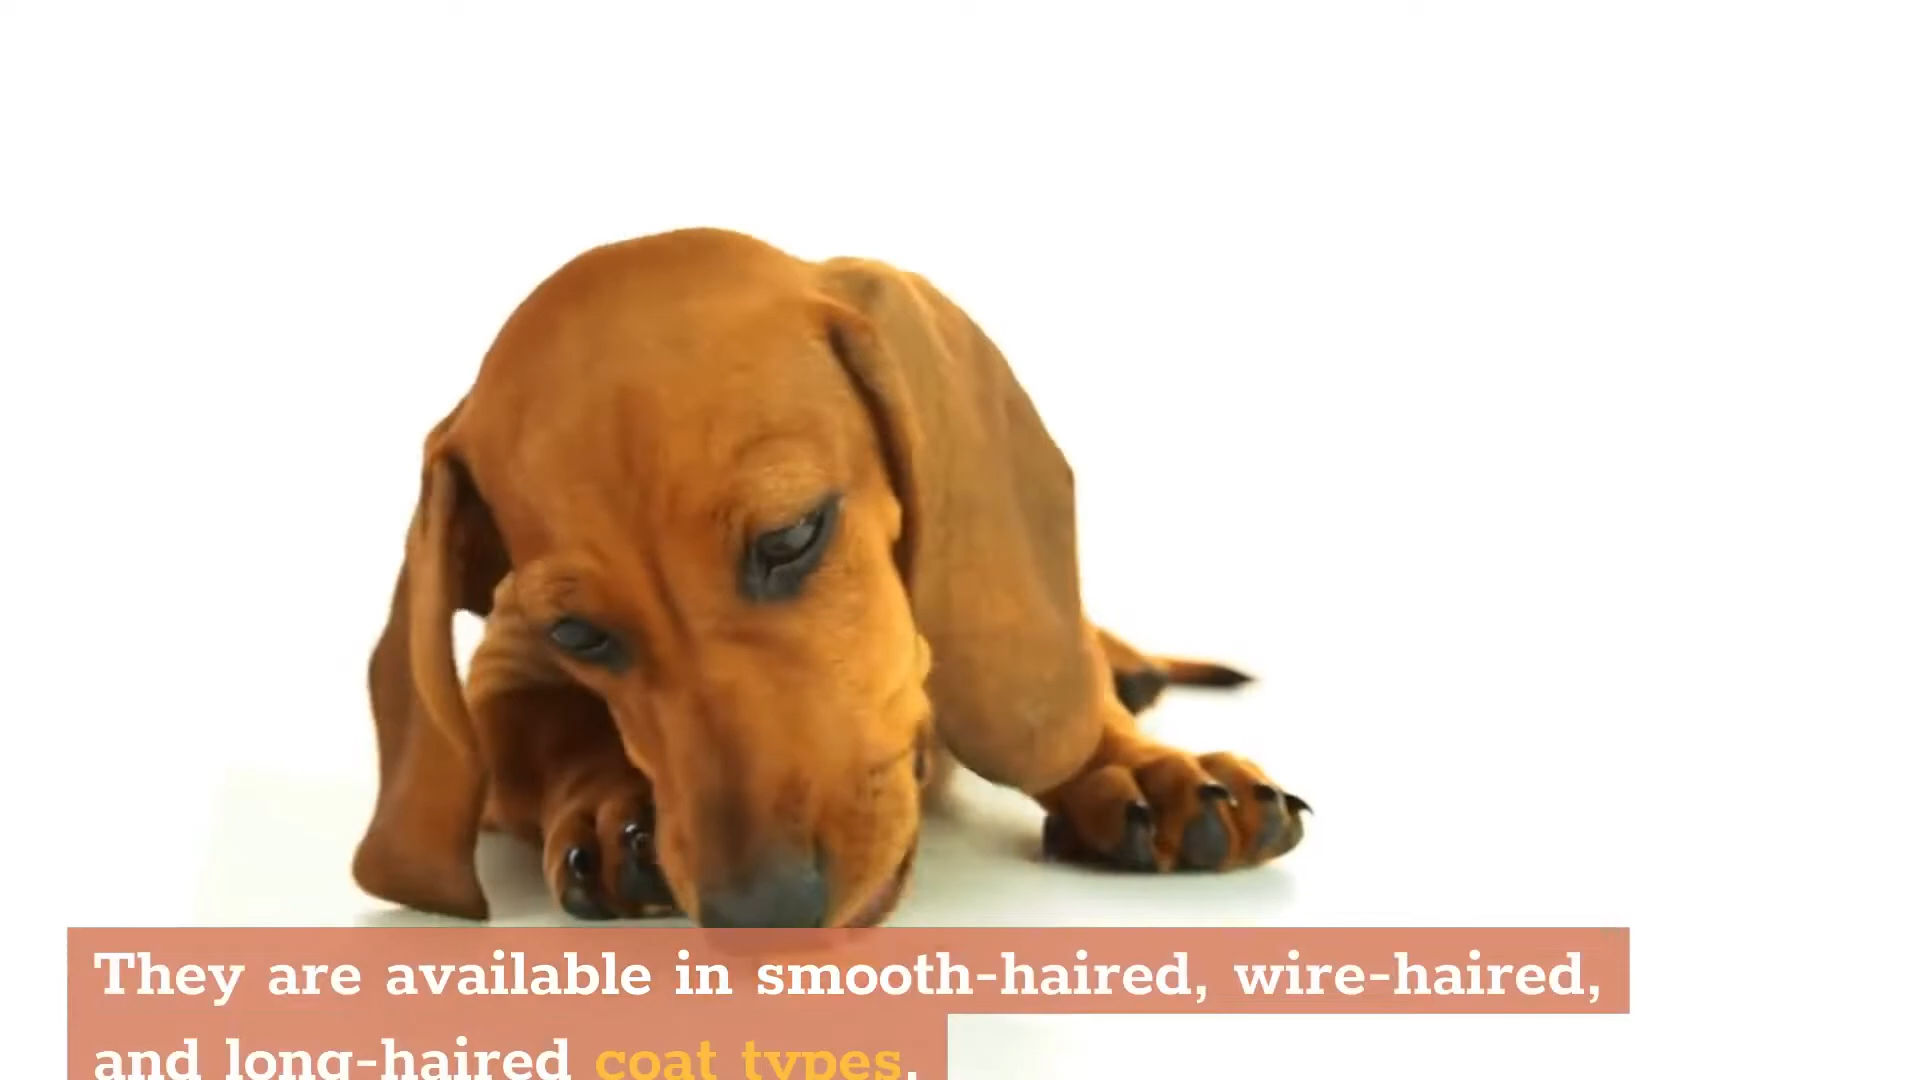 They are available in smooth-haired, wire-haired,
and long-haired coat types.